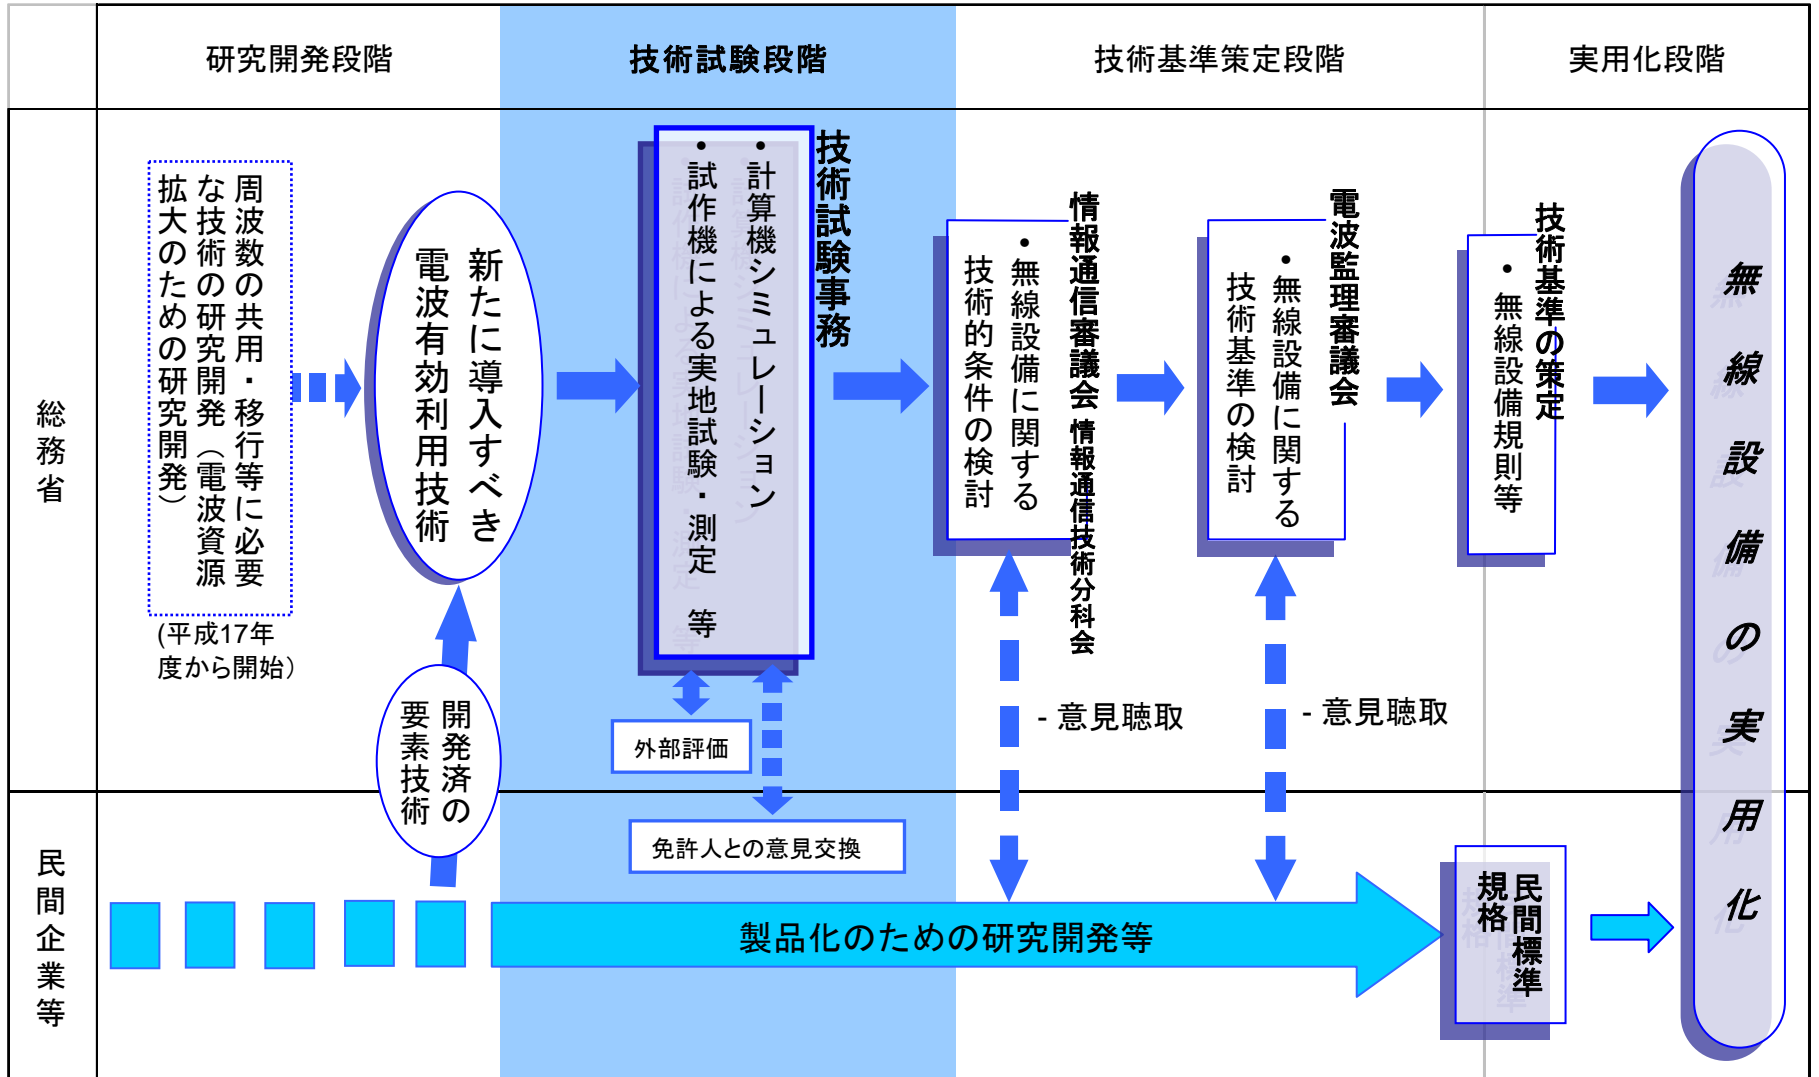 研究開発段階
技術試験段階
技術基準策定段階
実用化段階
総務省
周波数の共用・移行等に必要
な技術の研究開発（電波資源
拡大のための研究開発）
(平成17年
度から開始）
新たに導入すべき
電波有効利用技術
開発済の
要素技術
技術試験事務
・計算機シミュレーション
・試作機による実地試験・測定　等
外部評価
免許人との意見交換
情報通信審議会 情報通信技術分科会
・無線設備に関する
技術的条件の検討
- 意見聴取
電波監理審議会
・無線設備に関する
技術基準の検討
- 意見聴取
技術基準の策定
・無線設備規則等
無線設備の実用化
民間企業等
製品化のための研究開発等
民間標準
規格